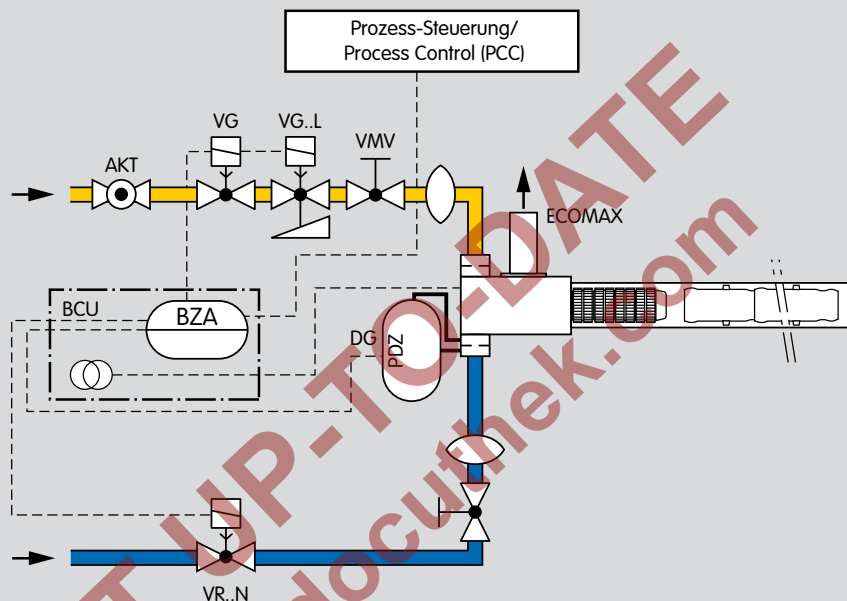 Prozess-Steuerung/
Process Control (PCC)
VG
VG..L
VMV
AKT
ECOMAX
BCU
BZA
DG
PDZ
VR..N
T UP-TO-DATE
docuthek.com